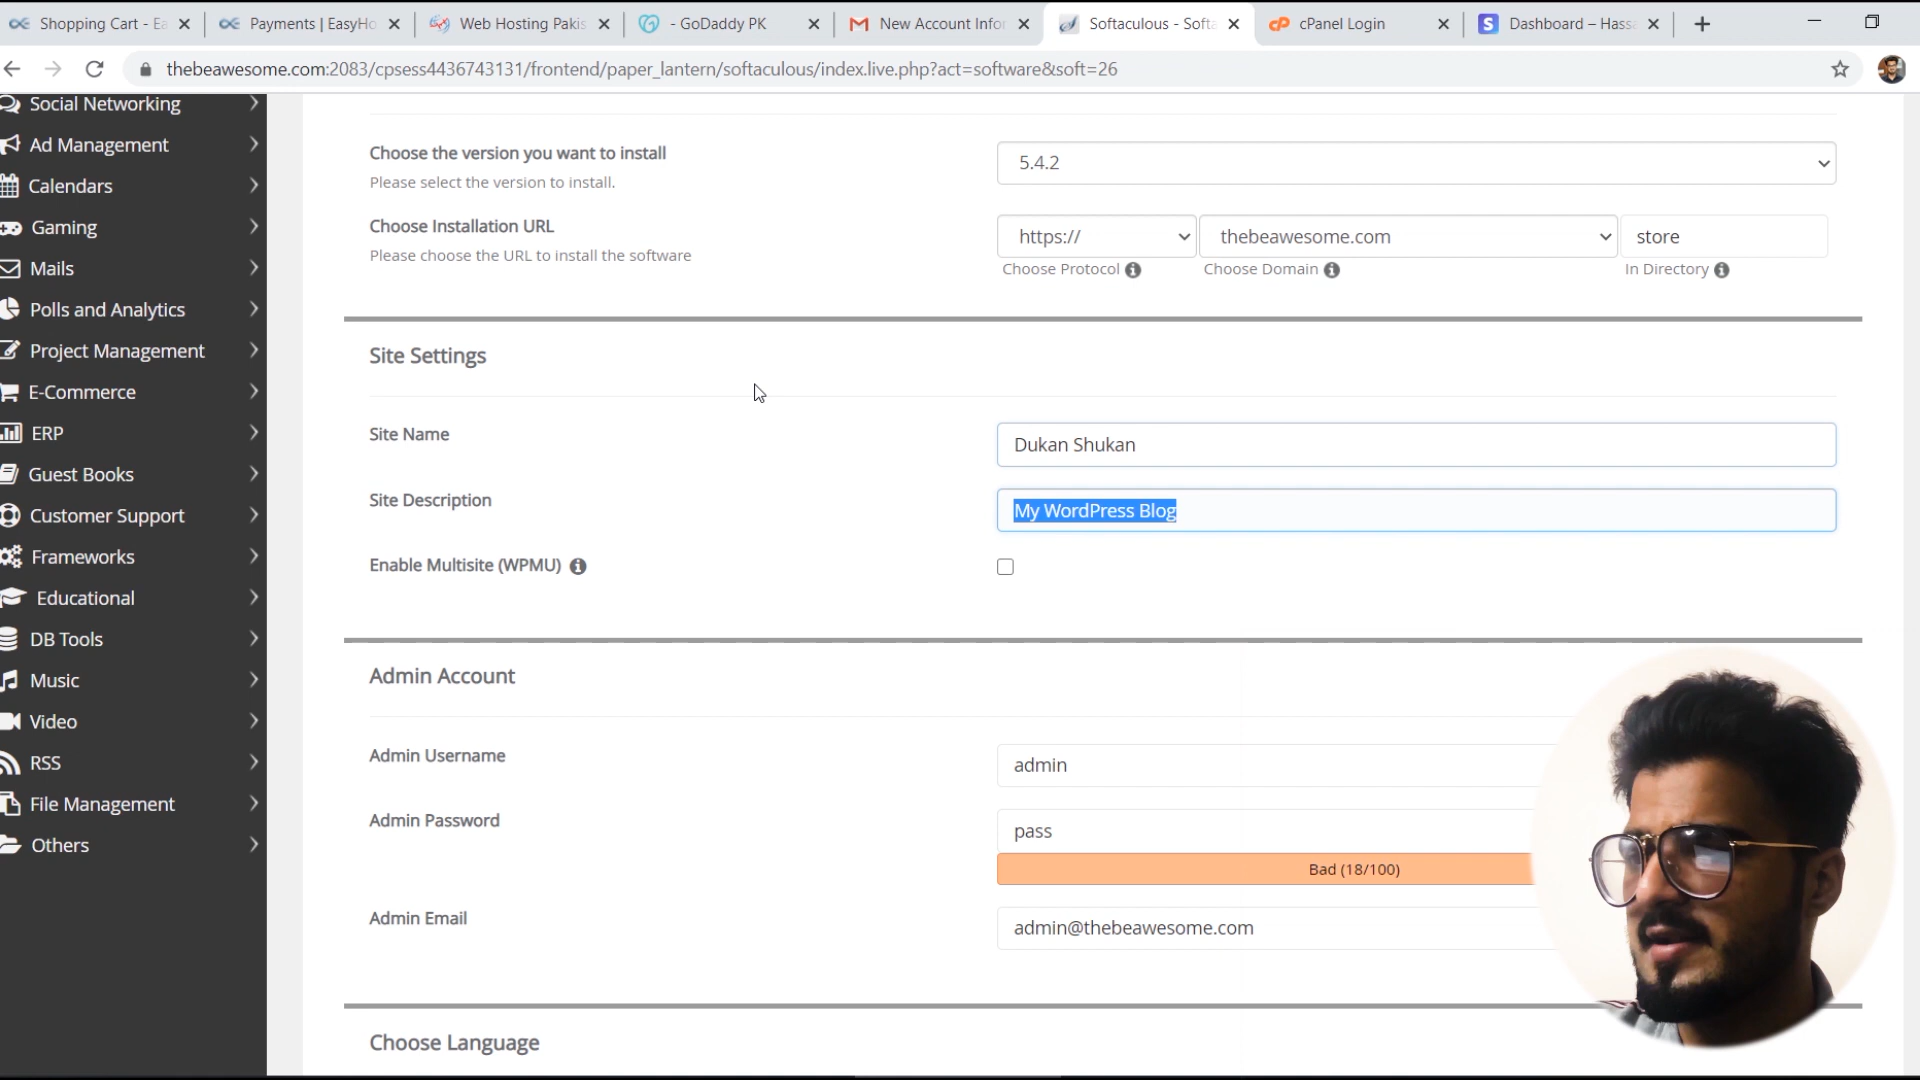 Shopping Cart - Ea
Payments | EasyHo
Web Hosting Pakis
- GoDaddy PK
New Account Infor
Softaculous - Softa
cPanel Login
Dashboard – Hass
thebeawesome.com:2083/cpsess4436743131/frontend/paper_lantern/softaculous/index.live.php?act=software&soft=26
Social Networking
Ad Management
Calendars
Gaming
Mails
Polls and Analytics
Project Management
E-Commerce
ERP
Guest Books
Customer Support
Frameworks
Educational
DB Tools
Music
Video
RSS
File Management
Others
Choose the version you want to install
Please select the version to install.
5.4.2
Choose Installation URL
Please choose the URL to install the software
https://
thebeawesome.com
store
Choose Protocol
Choose Domain
In Directory
Site Settings
Site Name
Dukan Shukan
Site Description
My WordPress Blog
Enable Multisite (WPMU)
Admin Account
Admin Username
admin
Admin Password
pass
Bad (18/100)
Admin Email
admin@thebeawesome.com
Choose Language